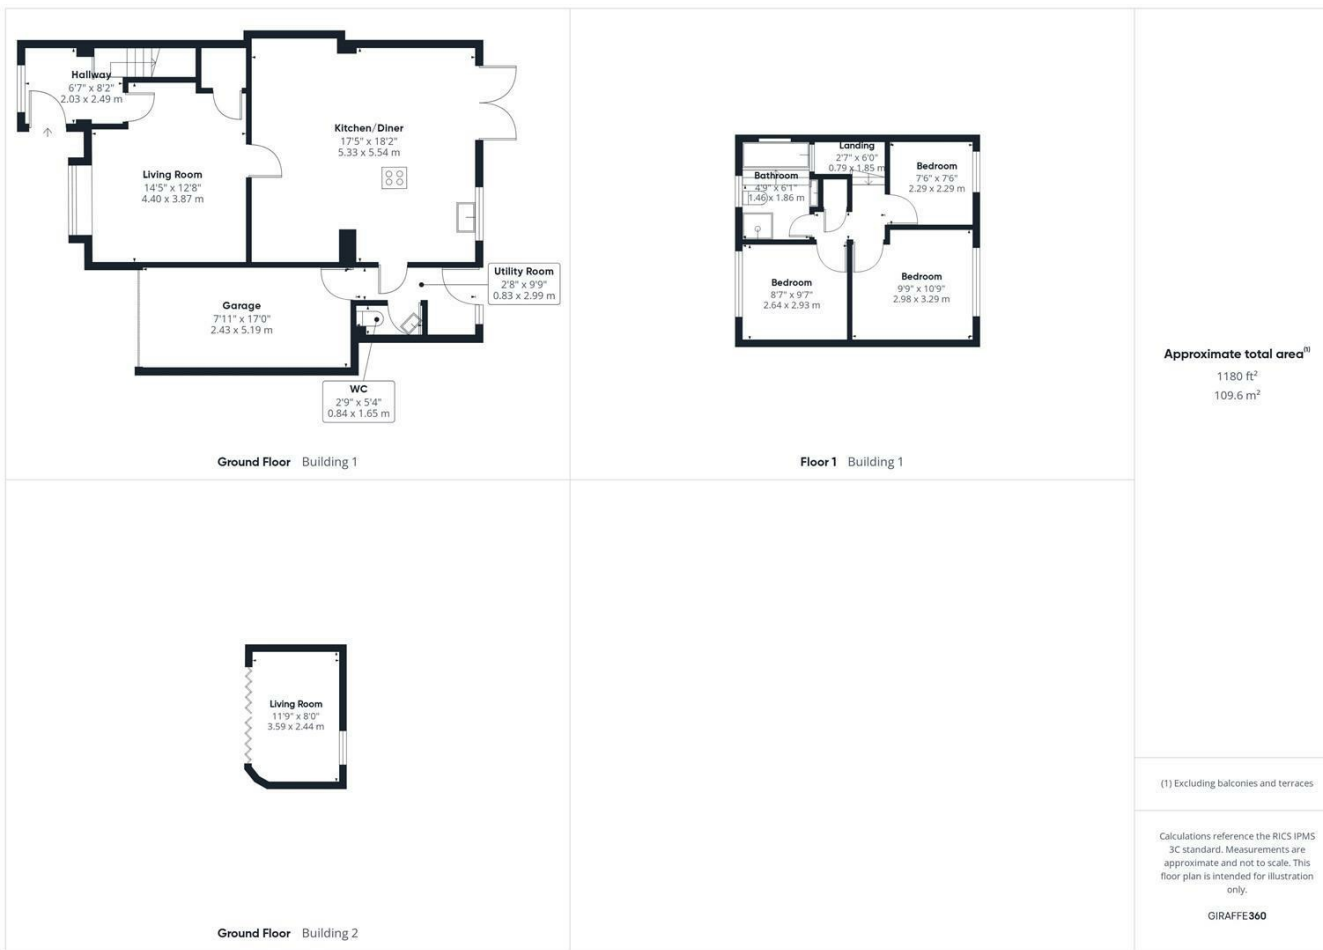 Hallway
6'7" x 8'2"
2.03 x 2.49 m
Living Room
14'5" x 12'8"
4.40 x 3.87 m
Kitchen/Diner
17'5" x 18'2"
5.33 x 5.54 m
Utility Room
2'8" x 9'9"
0.83 x 2.99 m
Garage
7'11" x 17'0"
2.43 x 5.19 m
WC
2'9" x 5'4"
0.84 x 1.65 m
Ground Floor Building 1
Landing
2'7" x 6'0"
0.79 x 1.85 m
Bathroom
4'9" x 6'1"
1.46 x 1.86 m
Bedroom
7'6" x 7'6"
2.29 x 2.29 m
Bedroom
8'7" x 9'7"
2.64 x 2.93 m
Bedroom
9'9" x 10'9"
2.98 x 3.29 m
Floor 1 Building 1
Living Room
11'9" x 8'0"
3.59 x 2.44 m
Ground Floor Building 2
Approximate total area(1)
1180 ft²
109.6 m²
(1) Excluding balconies and terraces
Calculations reference the RICS IPMS
3C standard. Measurements are
approximate and not to scale. This
floor plan is intended for illustration
only.
GIRAFFE360